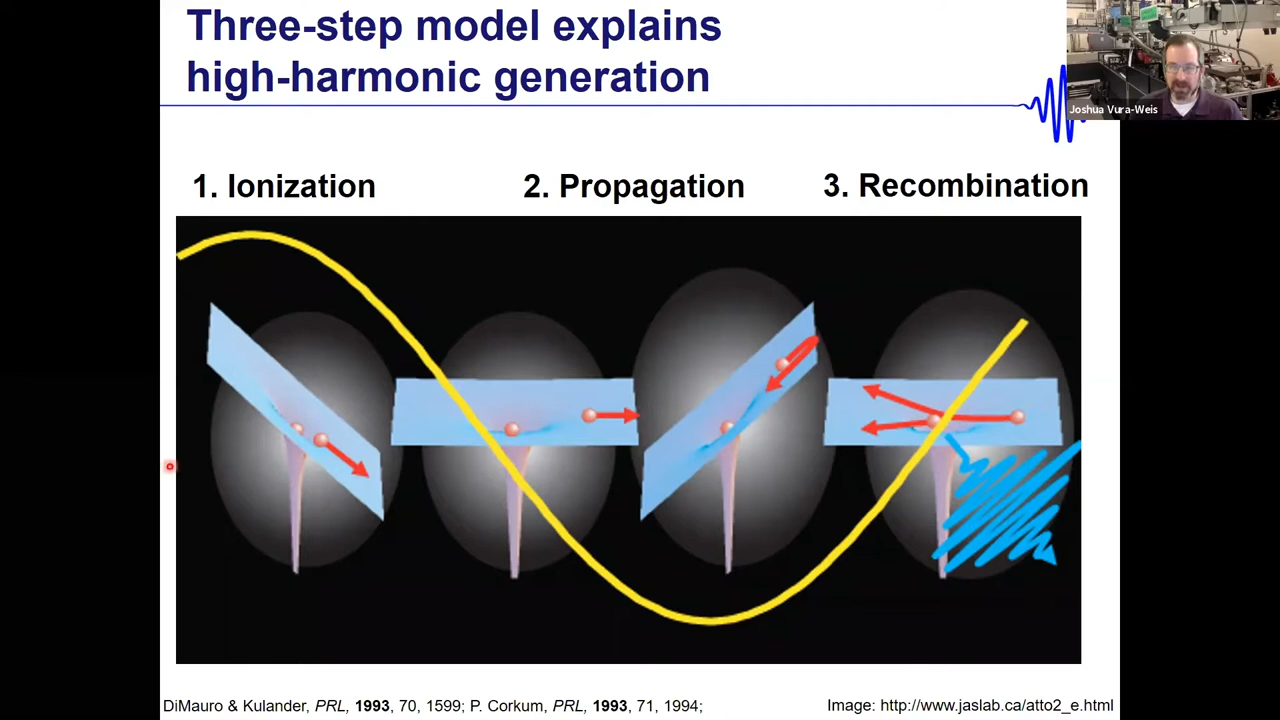 Three-step model explains
high-harmonic generation
Joshua Vura-Weis
1. Ionization
2. Propagation
3. Recombination
DiMauro & Kulander, PRL, 1993, 70, 1599; P. Corkum, PRL, 1993, 71, 1994;
Image: http://www.jaslab.ca/atto2_e.html